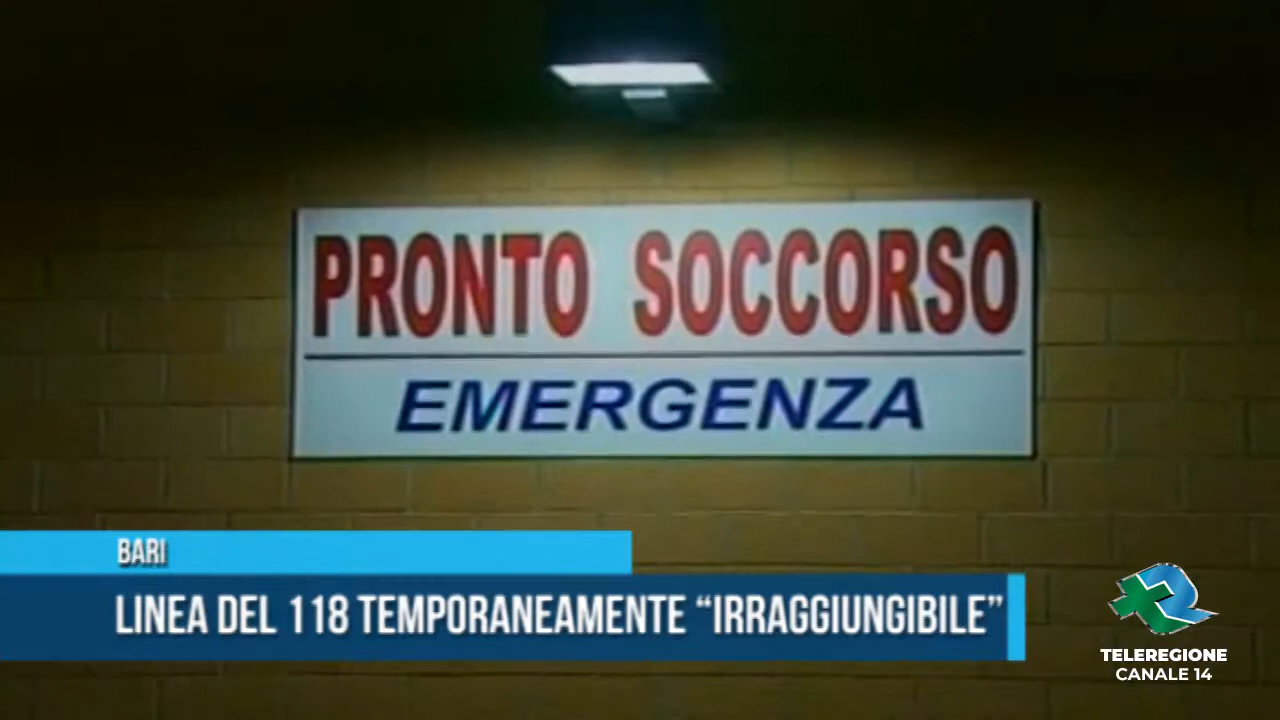 PRONTO SOCCORSO
EMERGENZA
BARI
LINEA DEL 118 TEMPORANEAMENTE “IRRAGGIUNGIBILE”
TELEREGIONE
CANALE 14